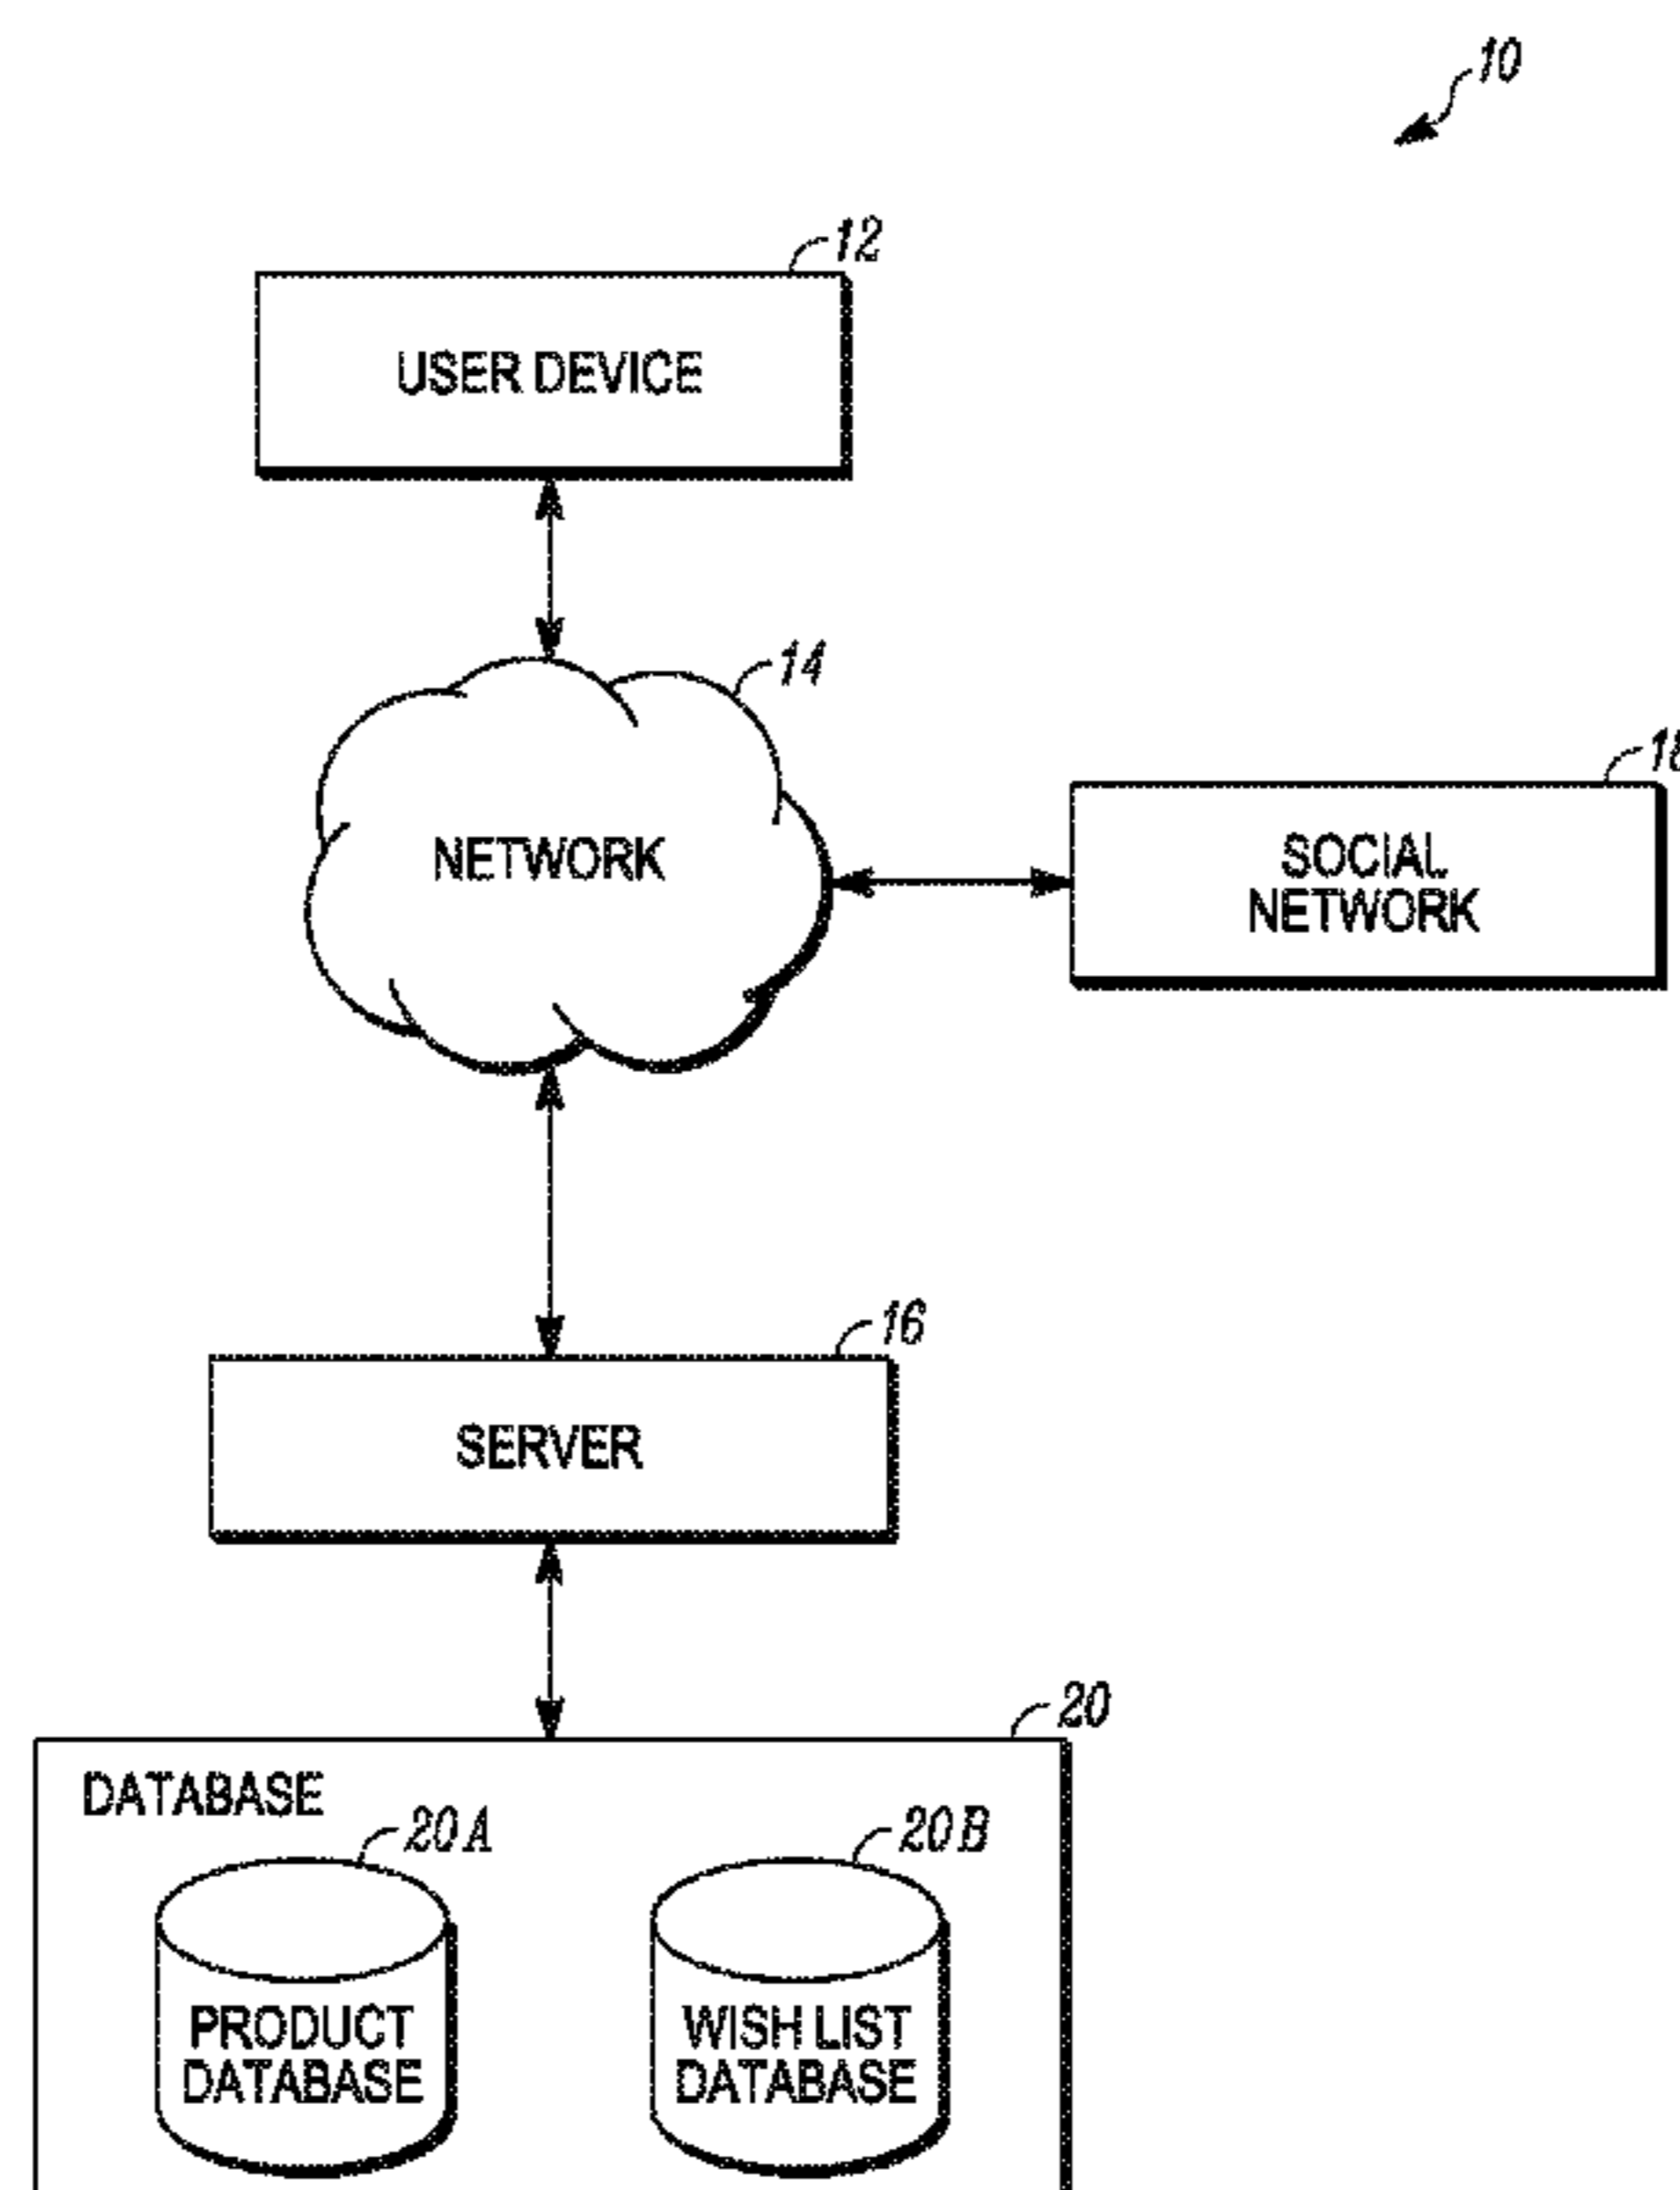 10
12
USER DEVICE
14
NETWORK
SOCIAL
NETWORK
16
SERVER
20
DATABASE
20A
20B
PRODUCT
DATABASE
WISH LIST
DATABASE